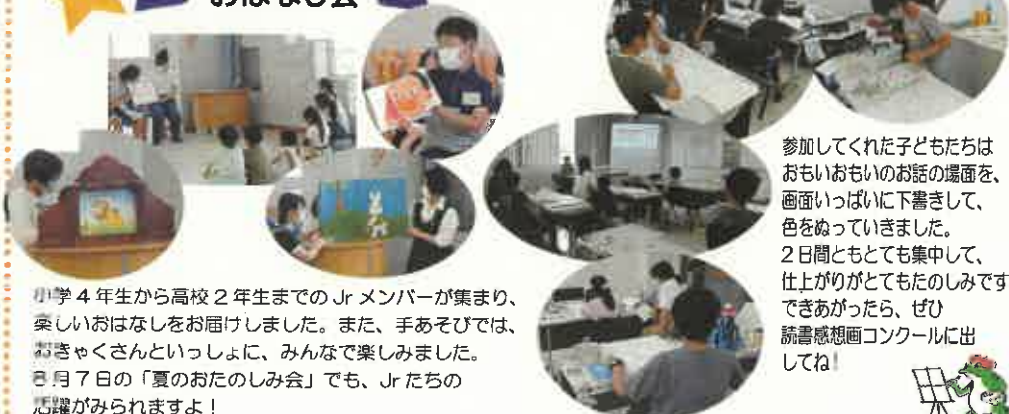 おはなし会
小学４年生から高校２年生までの Jr メンバーが集まり、
楽しいおはなしをお届けしました。また、手あそびでは、
おきゃくさんといっしょに、みんなで楽しみました。
８月７日の「夏のおたのしみ会」でも、Jr たちの
活躍がみられますよ！
参加してくれた子どもたちは
おもいおもいのお話の場面を、
画面いっぱいに下書きして、
色をぬっていきました。
２日間ともとても集中して、
仕上がりがとてもたのしみです
できあがったら、ぜひ
読書感想画コンクールに出
してね！